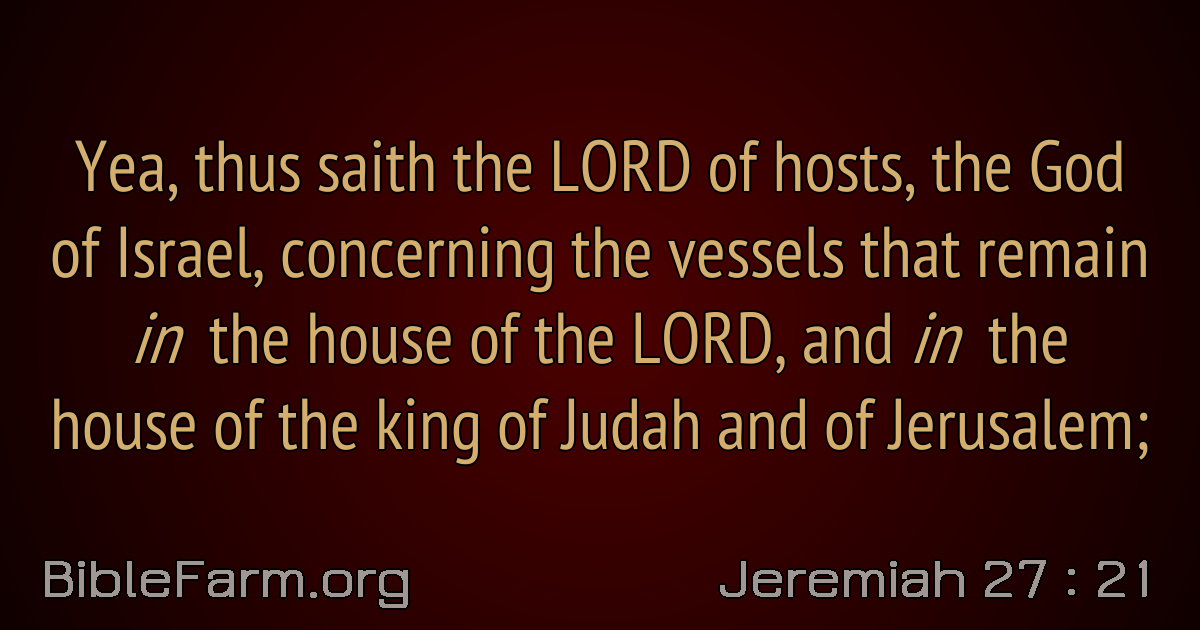 Yea, thus saith the LORD of hosts, the God
of Israel, concerning the vessels that remain
in the house of the LORD, and in the
house of the king of Judah and of Jerusalem;
BibleFarm.org
Jeremiah 27 : 21